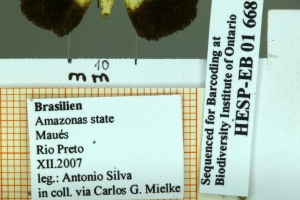 10
mm
Brasilien
Amazonas state
Maués
Rio Preto
XII.2007
leg.: Antonio Silva
in coll. via Carlos G. Mielke
Sequenced for Barcoding at
Biodiversity Institute of Ontario
HESP-EB 01 668